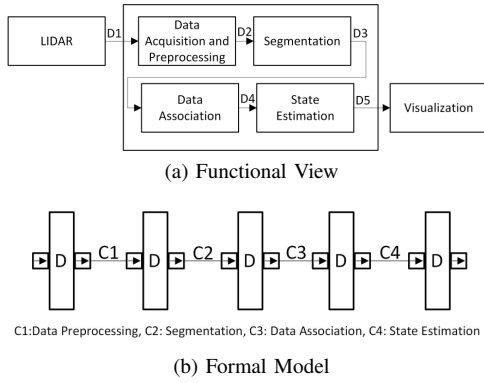 LIDAR
D1
Data
Acquisition and
Preprocessing
D2
Segmentation
D3
Data
Association
D4
State
Estimation
D5
Visualization
(a) Functional View
D C1 D C2 D C3 D C4 D
C1:Data Preprocessing, C2: Segmentation, C3: Data Association, C4: State Estimation
(b) Formal Model